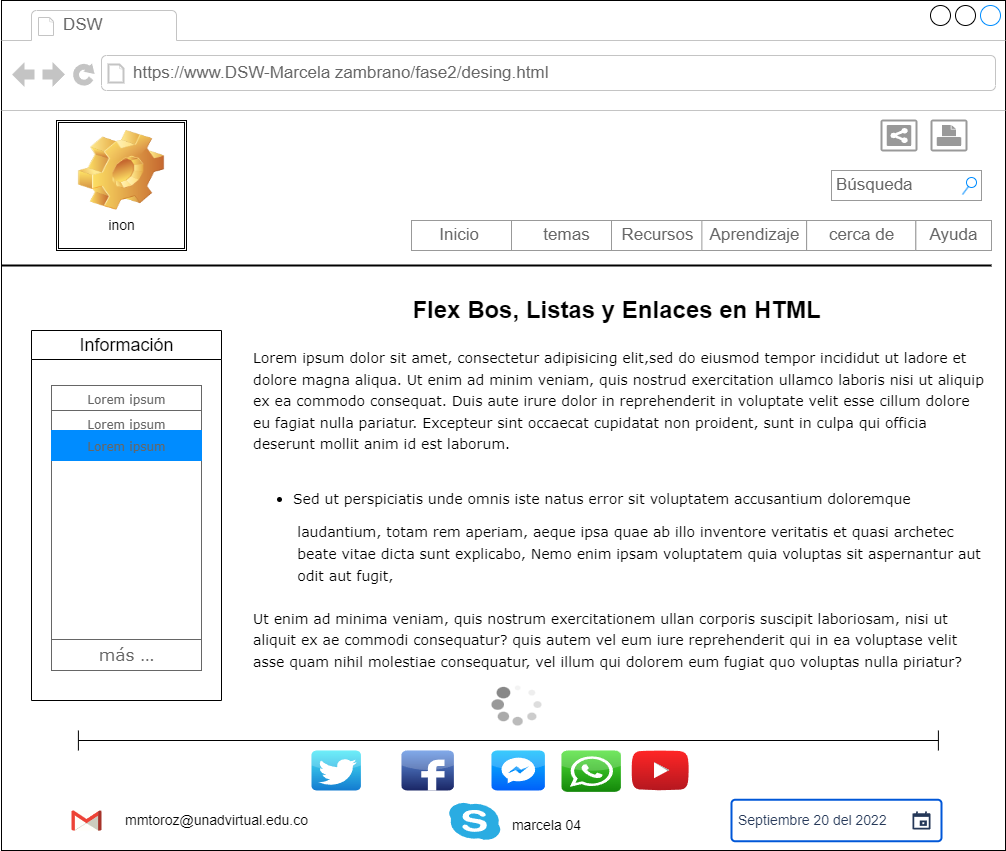 DSW
https://www.DSW-Marcela zambrano/fase2/desing.html
inon
Búsqueda
Inicio temas Recursos Aprendizaje cerca de Ayuda
Flex Bos, Listas y Enlaces en HTML
Información
Lorem ipsum
Lorem ipsum
Lorem ipsum
más ...
Lorem ipsum dolor sit amet, consectetur adipisicing elit,sed do eiusmod tempor incididut ut ladore et
dolore magna aliqua. Ut enim ad minim veniam, quis nostrud exercitation ullamco laboris nisi ut aliquip
ex ea commodo consequat. Duis aute irure dolor in reprehenderit in voluptate velit esse cillum dolore
eu fagiat nulla pariatur. Excepteur sint occaecat cupidatat non proident, sunt in culpa qui officia
deserunt mollit anim id est laborum.
• Sed ut perspiciatis unde omnis iste natus error sit voluptatem accusantium doloremque
laudantium, totam rem aperiam, aeque ipsa quae ab illo inventore veritatis et quasi archetec
beate vitae dicta sunt explicabo, Nemo enim ipsam voluptatem quia voluptas sit aspernantur aut
odit aut fugit,
Ut enim ad minima veniam, quis nostrum exercitationem ullan corporis suscipit laboriosam, nisi ut
aliquit ex ae commodi consequatur? quis autem vel eum iure reprehenderit qui in ea voluptase velit
asse quam nihil molestiae consequatur, vel illum qui dolorem eum fugiat quo voluptas nulla piriatur?
mmtoroz@unadvirtual.edu.co
marcela 04
Septiembre 20 del 2022